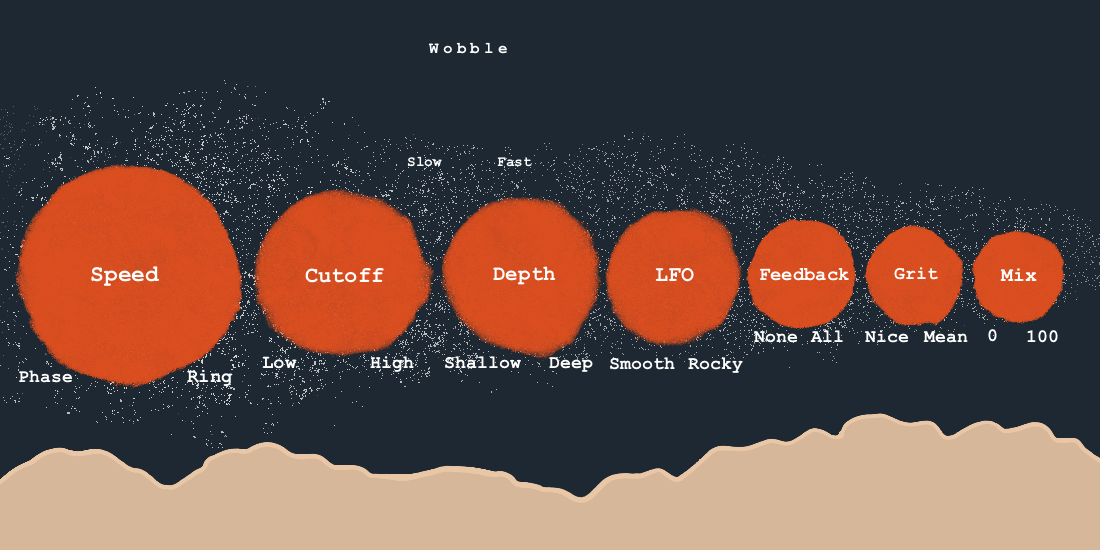 Wobble
Slow Fast
Speed Cutoff Depth LFO Feedback Grit Mix
None All Nice Mean 0 100
Low High Shallow Deep Smooth Rocky
Phase Ring